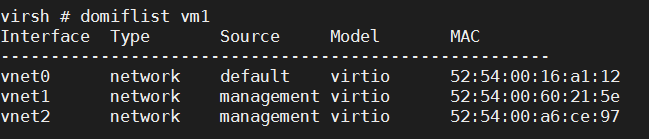 virsh # domiflist vm1
Interface  Type       Source     Model       MAC
-------------------------------------------------------
vnet0      network    default    virtio      52:54:00:16:a1:12
vnet1      network    management virtio      52:54:00:60:21:5e
vnet2      network    management virtio      52:54:00:a6:ce:97